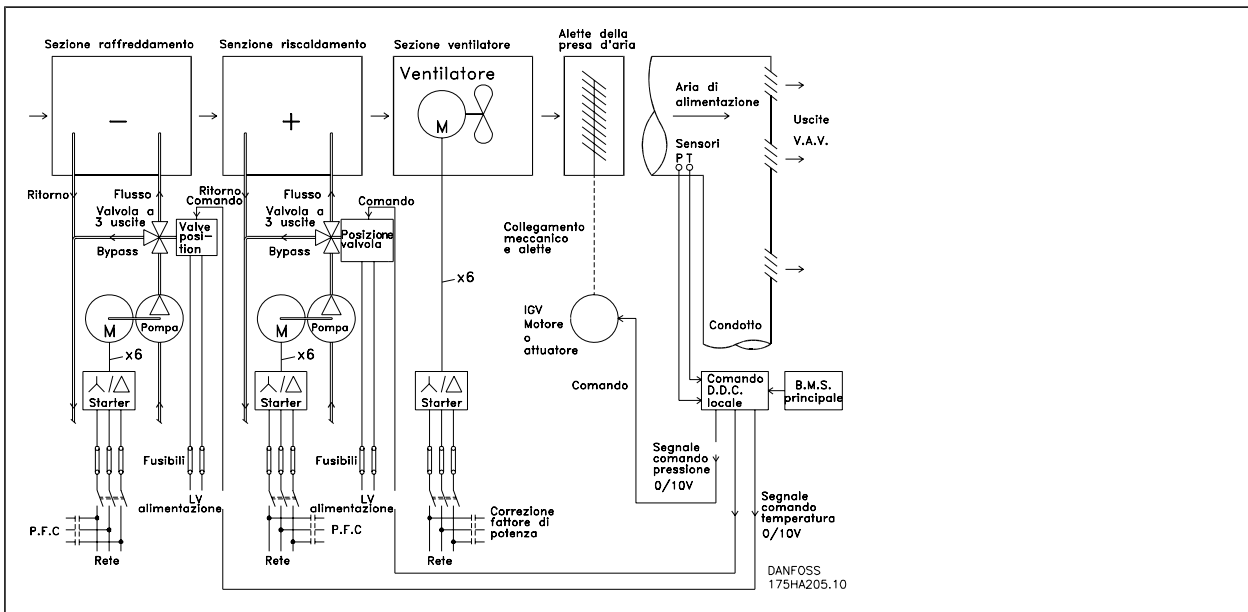 Sezione raffreddamento
Senzione riscaldamento
Sezione ventilatore
Alette della
presa d'aria
Ventilatore
M
−
+
Aria di
alimentazione
Uscite
V.A.V.
Sensori
P T
Ritorno
Flusso
Valvola a
3 uscite
Bypass
Valve
posi-
tion
Ritorno
Comando
Flusso
Valvola a
3 uscite
Bypass
Posizione
valvola
Comando
x6
Collegamento
meccanico
e alette
M
Pompa
x6
M
Pompa
x6
IGV
Motore
o
attuatore
Condotto
Comando
Starter
Starter
Starter
Comando
D.D.C.
locale
B.M.S.
principale
Fusibili
Fusibili
Segnale
comando
pressione
0/10V
LV
alimentazione
LV
alimentazione
Segnale
comando
temperatura
0/10V
P.F.C
P.F.C
Correzione
fattore di
potenza
Rete
Rete
Rete
DANFOSS
175HA205.10